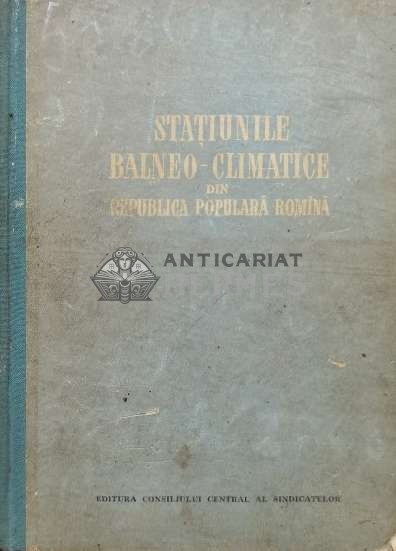 STAȚIUNILE
BALNEO-CLIMATICE
DIN
REPUBLICA POPULARĂ ROMÎNĂ
ANTICARIAT
EDITURA CONSILIULUI CENTRAL AL SINDICATELOR